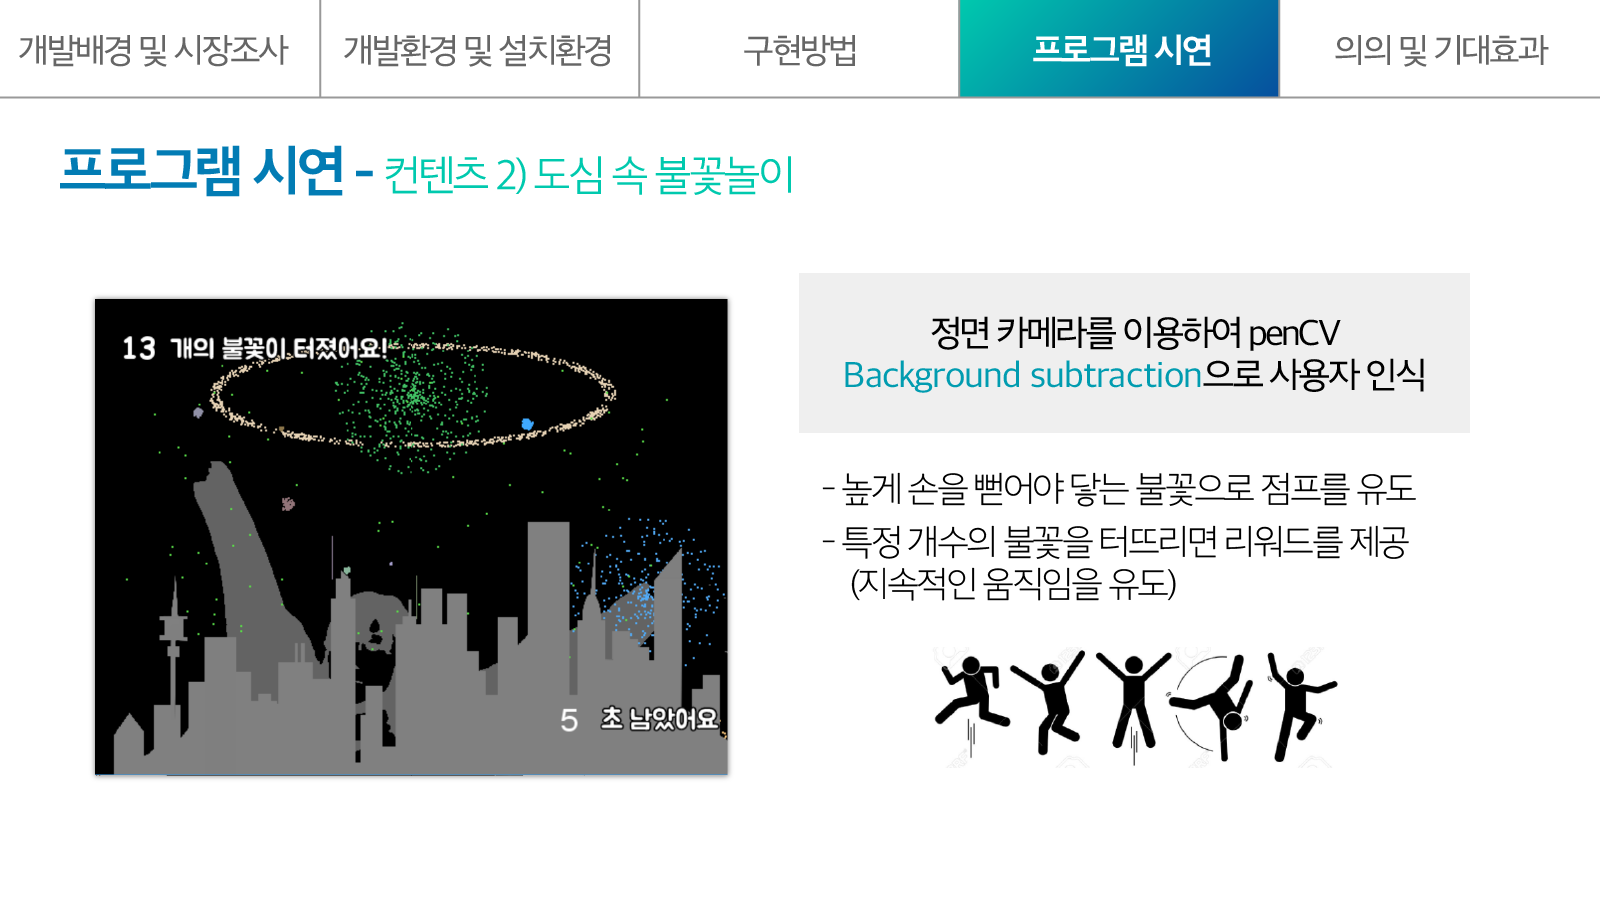 개발배경 및 시장조사
개발환경 및 설치환경
구현방법
프로그램 시연
의의 및 기대효과
프로그램 시연 - 컨텐츠 2) 도심 속 불꽃놀이
13 개의 불꽃이 터졌어요!
5 초 남았어요
정면 카메라를 이용하여 penCV
Background subtraction으로 사용자 인식
- 높게 손을 뻗어야 닿는 불꽃으로 점프를 유도
- 특정 개수의 불꽃을 터뜨리면 리워드를 제공
(지속적인 움직임을 유도)